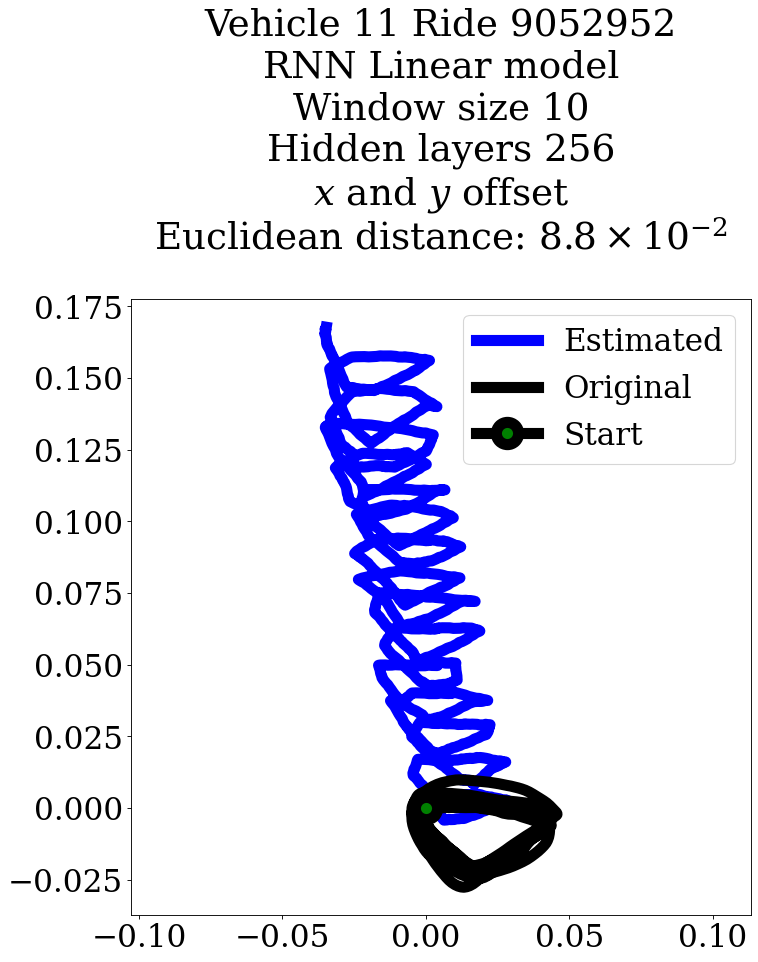 Vehicle 11 Ride 9052952
RNN Linear model
Window size 10
Hidden layers 256
x and y offset
Euclidean distance: 8.8 × 10⁻²
Estimated
Original
Start
0.175
0.150
0.125
0.100
0.075
0.050
0.025
0.000
−0.025
−0.10
−0.05
0.00
0.05
0.10